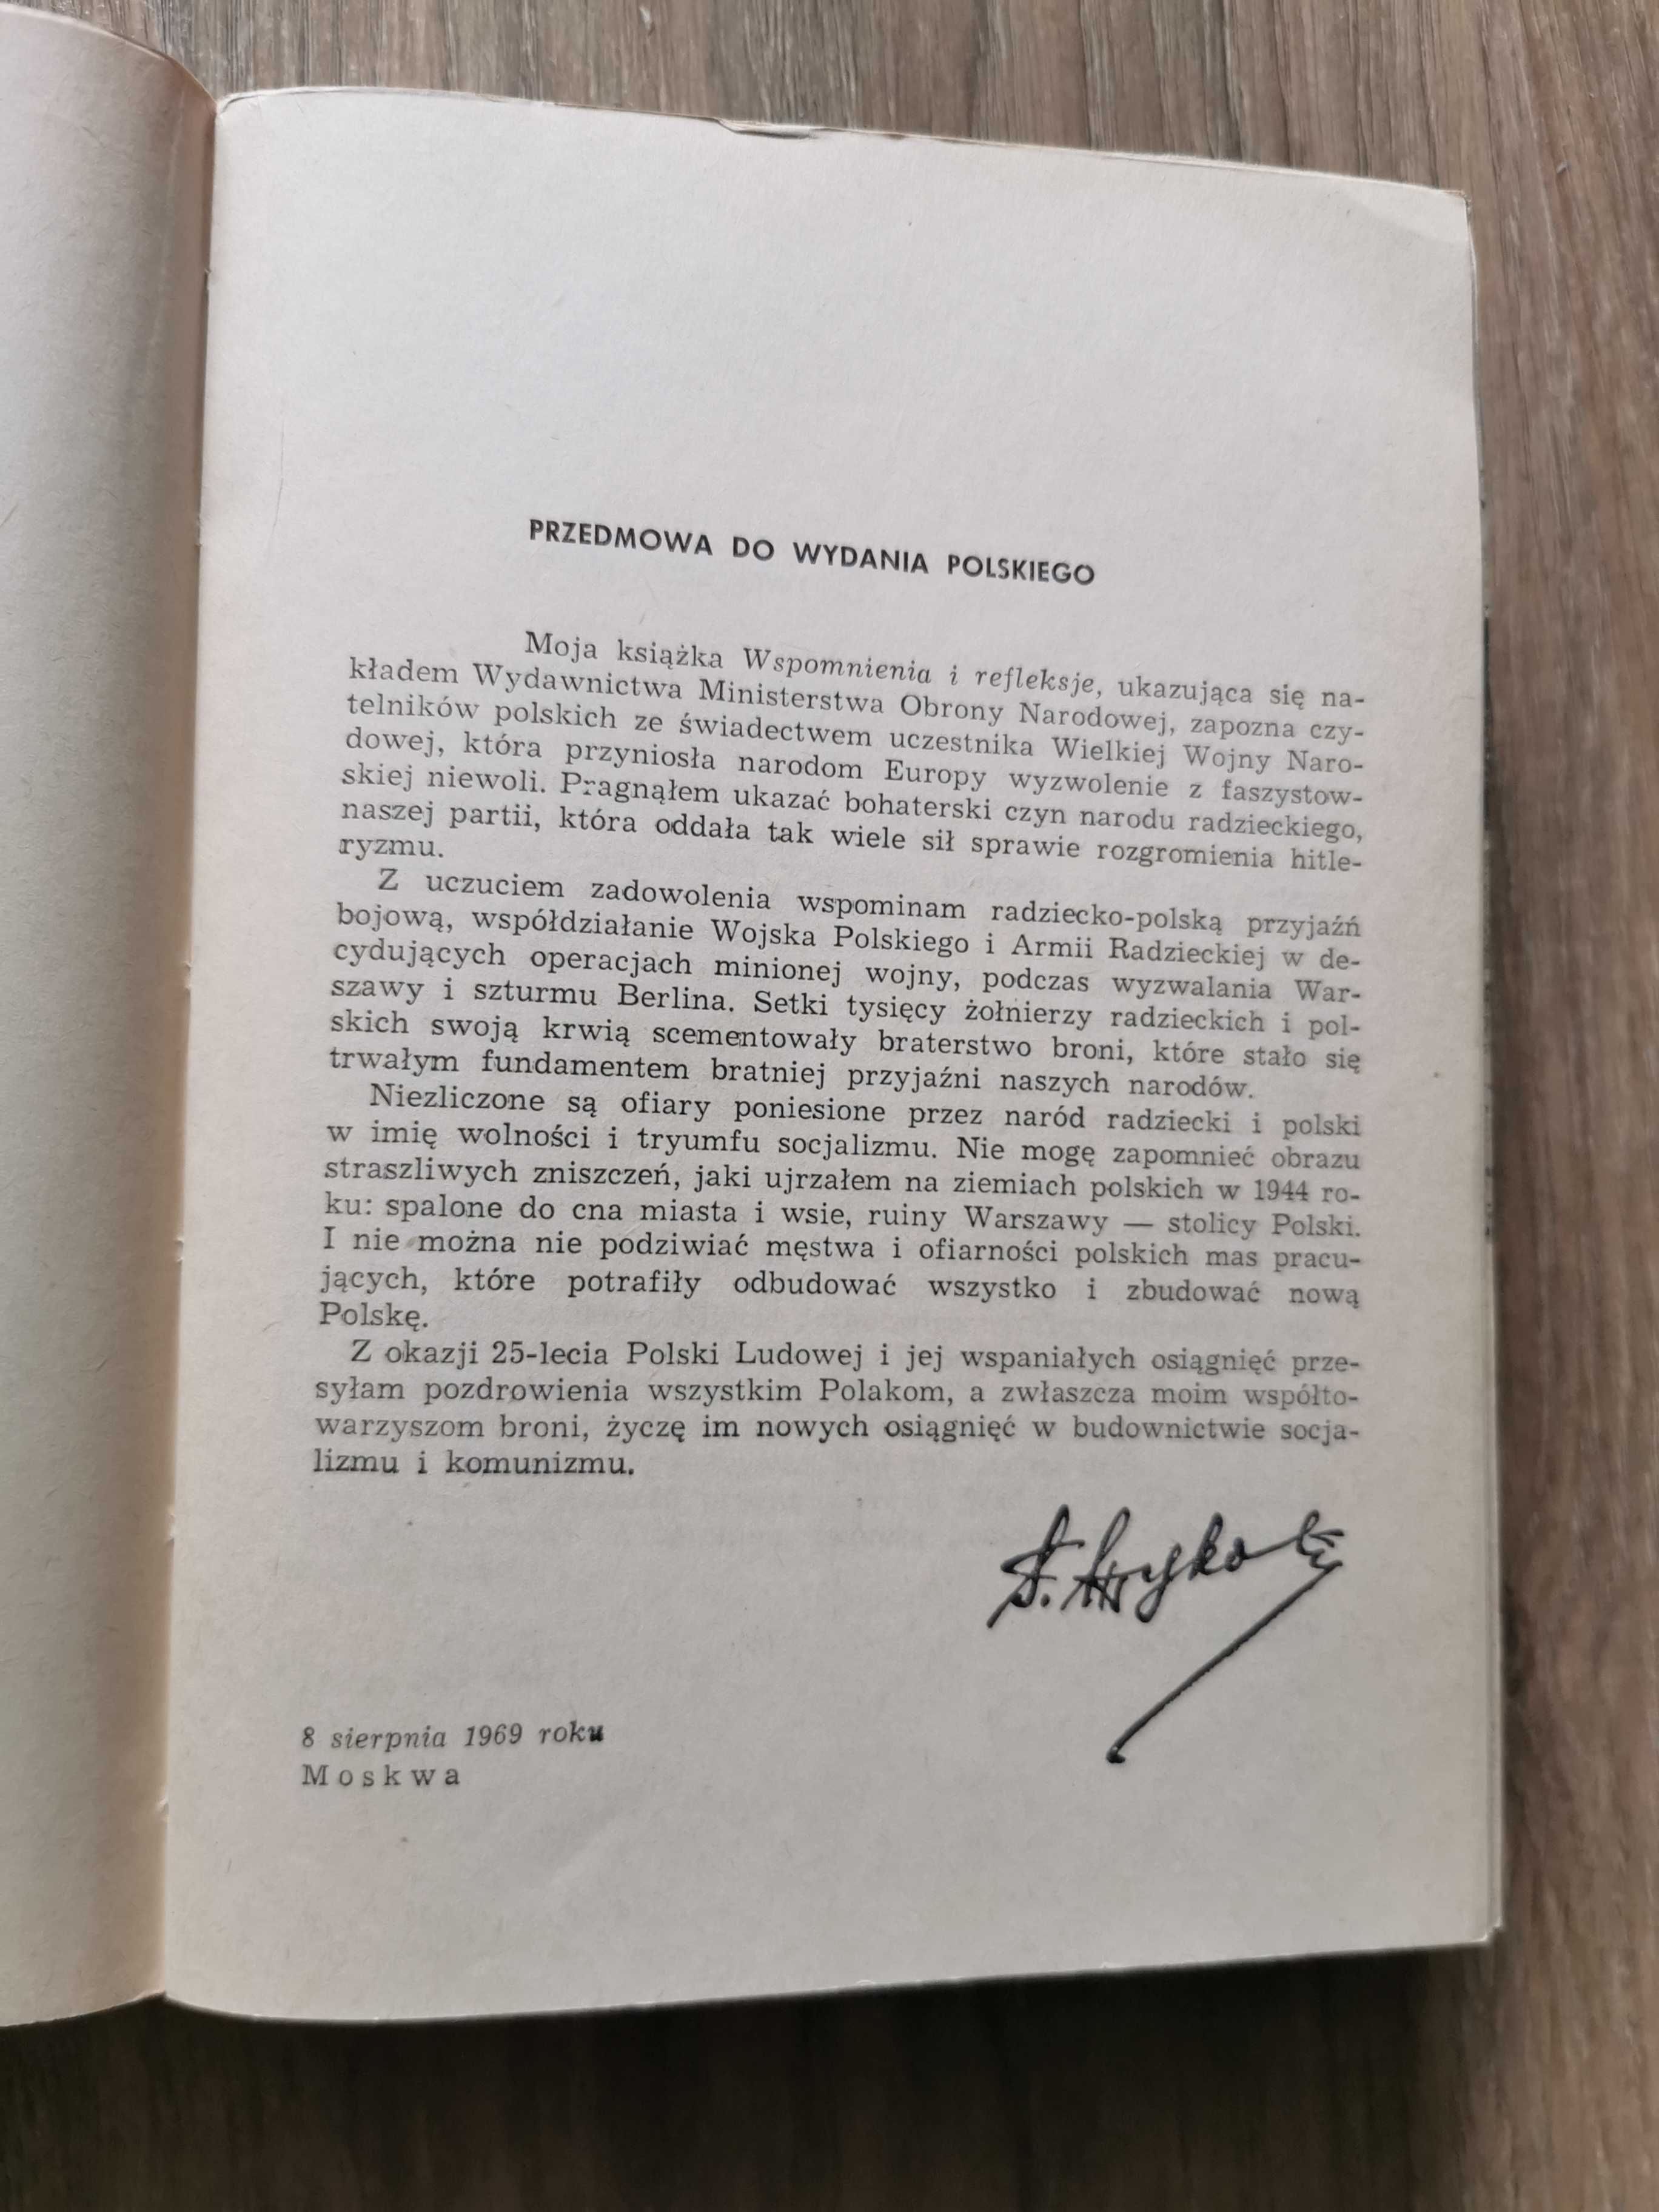 PRZEDMOWA DO WYDANIA POLSKIEGO
Moja książka Wspomnienia i refleksje, ukazująca się na-
kładem Wydawnictwa Ministerstwa Obrony Narodowej, zapozna czy-
telników polskich ze świadectwem uczestnika Wielkiej Wojny Naro-
dowej, która przyniosła narodom Europy wyzwolenie z faszystow-
skiej niewoli. Pragnąłem ukazać bohaterski czyn narodu radzieckiego,
naszej partii, która oddała tak wiele sił sprawie rozgromienia hitle-
ryzmu.
Z uczuciem zadowolenia wspominam radziecko-polską przyjaźń
bojową, współdziałanie Wojska Polskiego i Armii Radzieckiej w de-
cydujących operacjach minionej wojny, podczas wyzwalania War-
szawy i szturmu Berlina. Setki tysięcy żołnierzy radzieckich i pol-
skich swoją krwią scementowały braterstwo broni, które stało się
trwałym fundamentem bratniej przyjaźni naszych narodów.
Niezliczone są ofiary poniesione przez naród radziecki i polski
w imię wolności i tryumfu socjalizmu. Nie mogę zapomnieć obrazu
straszliwych zniszczeń, jaki ujrzałem na ziemiach polskich w 1944 ro-
ku: spalone do cna miasta i wsie, ruiny Warszawy — stolicy Polski.
I nie można nie podziwiać męstwa i ofiarności polskich mas pracu-
jących, które potrafiły odbudować wszystko i zbudować nową
Polskę.
Z okazji 25-lecia Polski Ludowej i jej wspaniałych osiągnięć prze-
syłam pozdrowienia wszystkim Polakom, a zwłaszcza moim współto-
warzyszom broni, życzę im nowych osiągnięć w budownictwie socja-
lizmu i komunizmu.
8 sierpnia 1969 roku
Moskwa